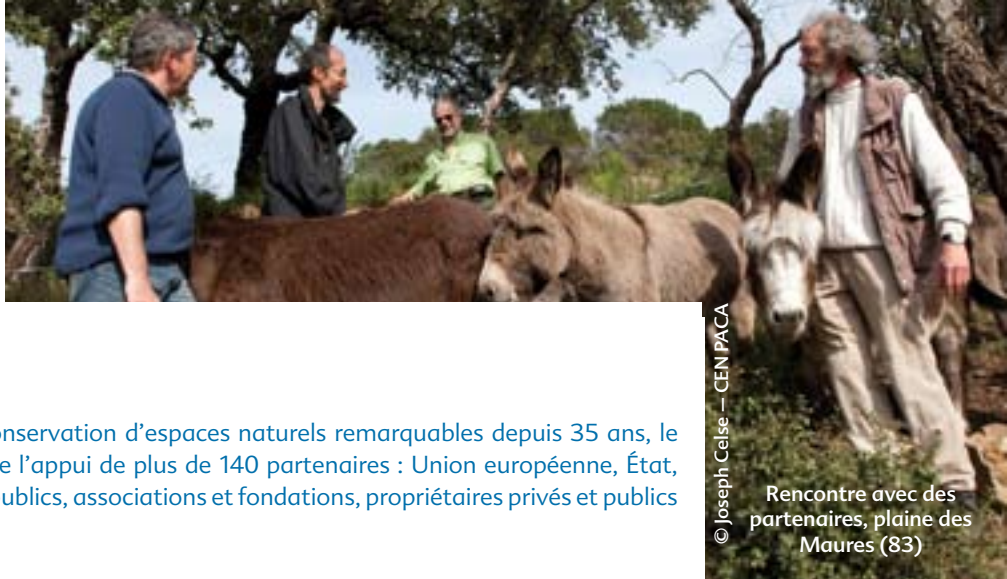 onservation d'espaces naturels remarquables depuis 35 ans, le
e l'appui de plus de 140 partenaires : Union européenne, État,
ublics, associations et fondations, propriétaires privés et publics
© Joseph Celse – CEN PACA
Rencontre avec des
partenaires, plaine des
Maures (83)